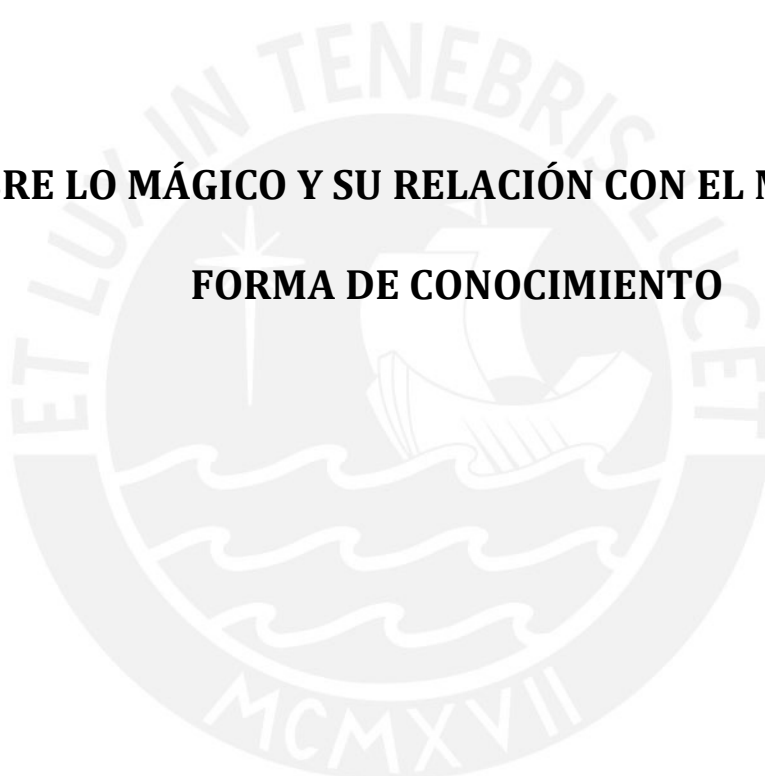 RE LO MÁGICO Y SU RELACIÓN CON EL
FORMA DE CONOCIMIENTO
ET LUX IN TENEBRIS LUCET
MCMXVII